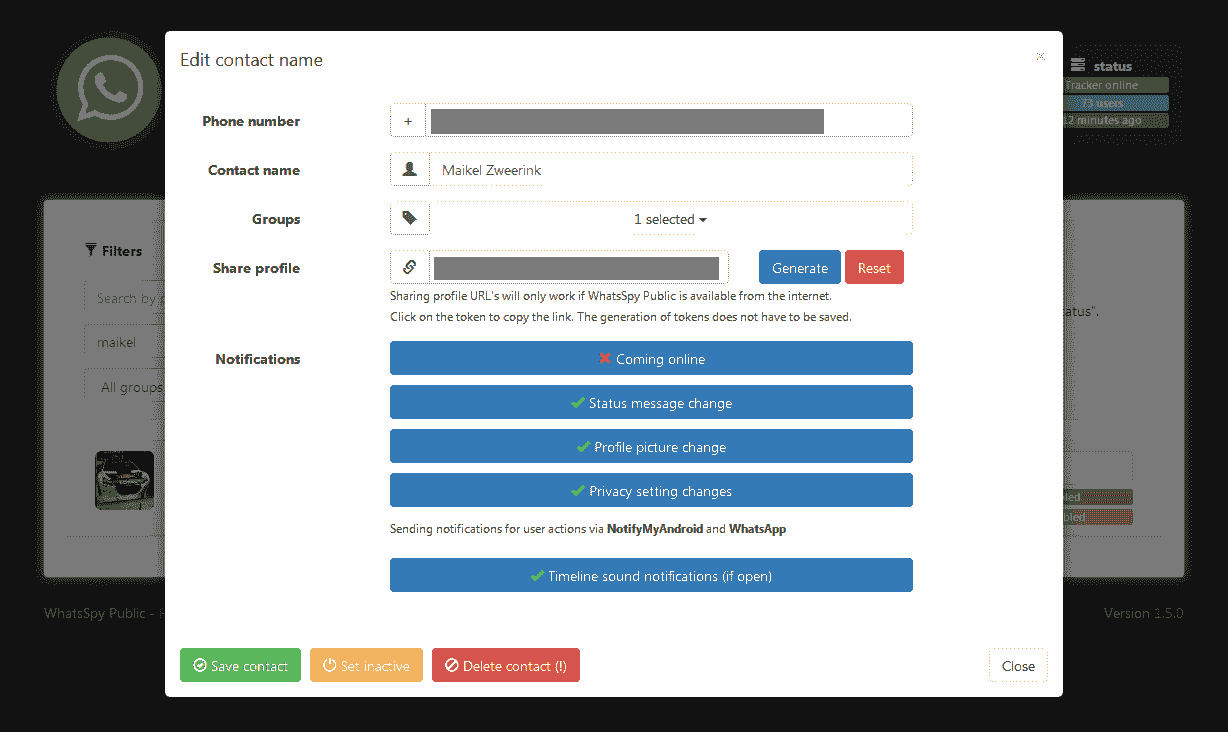 Edit contact name
×
status
Tracker online
73 users
12 minutes ago
Phone number
+
Contact name
Maikel Zweerink
Groups
1 selected
Filters
Share profile
Generate
Reset
Search by
Sharing profile URL's will only work if WhatsSpy Public is available from the internet.
Click on the token to copy the link. The generation of tokens does not have to be saved.
atus".
maikel
Notifications
Coming online
All groups
Status message change
Profile picture change
Privacy setting changes
bled
bled
Sending notifications for user actions via NotifyMyAndroid and WhatsApp
Timeline sound notifications (if open)
WhatsSpy Public -
Version 1.5.0
Save contact
Set inactive
Delete contact (!)
Close